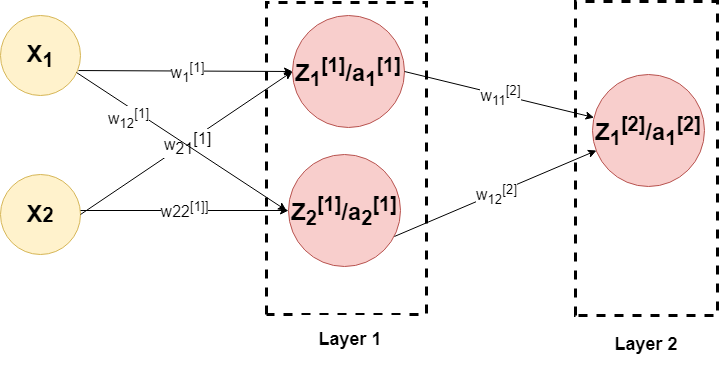 X₁
w₁[1]
Z₁[1]/a₁[1]
w₁₂[1]
w₂₁[1]
w₁₁[2]
Z₁[2]/a₁[2]
X2
w22[1]]
Z₂[1]/a₂[1]
w₁₂[2]
Layer 1
Layer 2